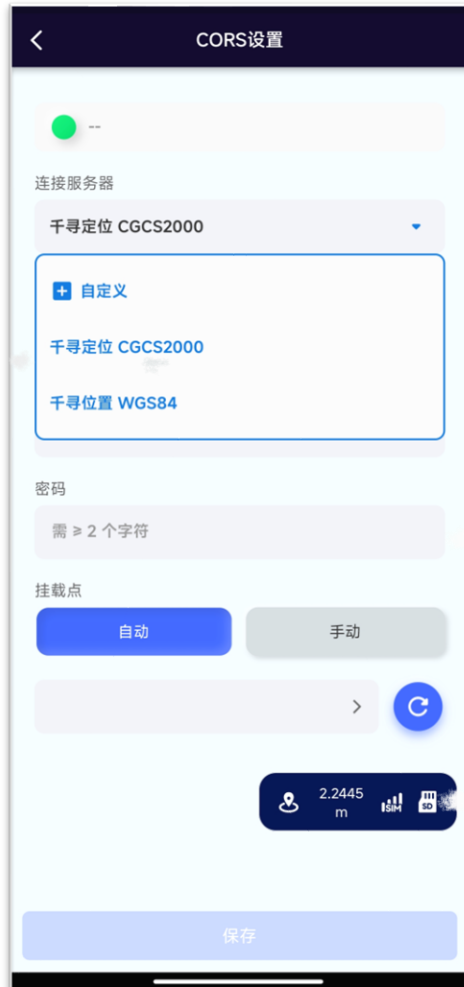 CORS设置
--
连接服务器
千寻定位 CGCS2000
自定义
千寻定位 CGCS2000
千寻位置 WGS84
密码
需 ≥ 2 个字符
挂载点
自动
手动
2.2445
m
SIM
SD
保存